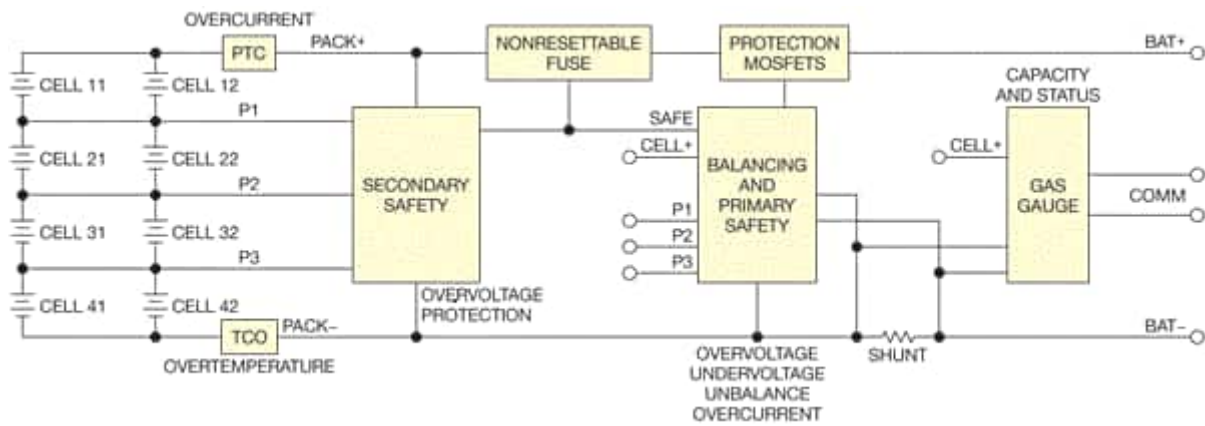 OVERCURRENT
PTC
PACK+
NONRESETTABLE
FUSE
PROTECTION
MOSFETS
BAT+
CELL 11
CELL 12
CAPACITY
AND STATUS
P1
SAFE
CELL+
CELL+
CELL 21
CELL 22
SECONDARY
SAFETY
BALANCING
AND
PRIMARY
SAFETY
GAS
GAUGE
COMM
P2
P1
CELL 31
CELL 32
P2
P3
P3
CELL 41
CELL 42
OVERVOLTAGE
PROTECTION
TCO
PACK–
OVERTEMPERATURE
SHUNT
BAT–
OVERVOLTAGE
UNDERVOLTAGE
UNBALANCE
OVERCURRENT